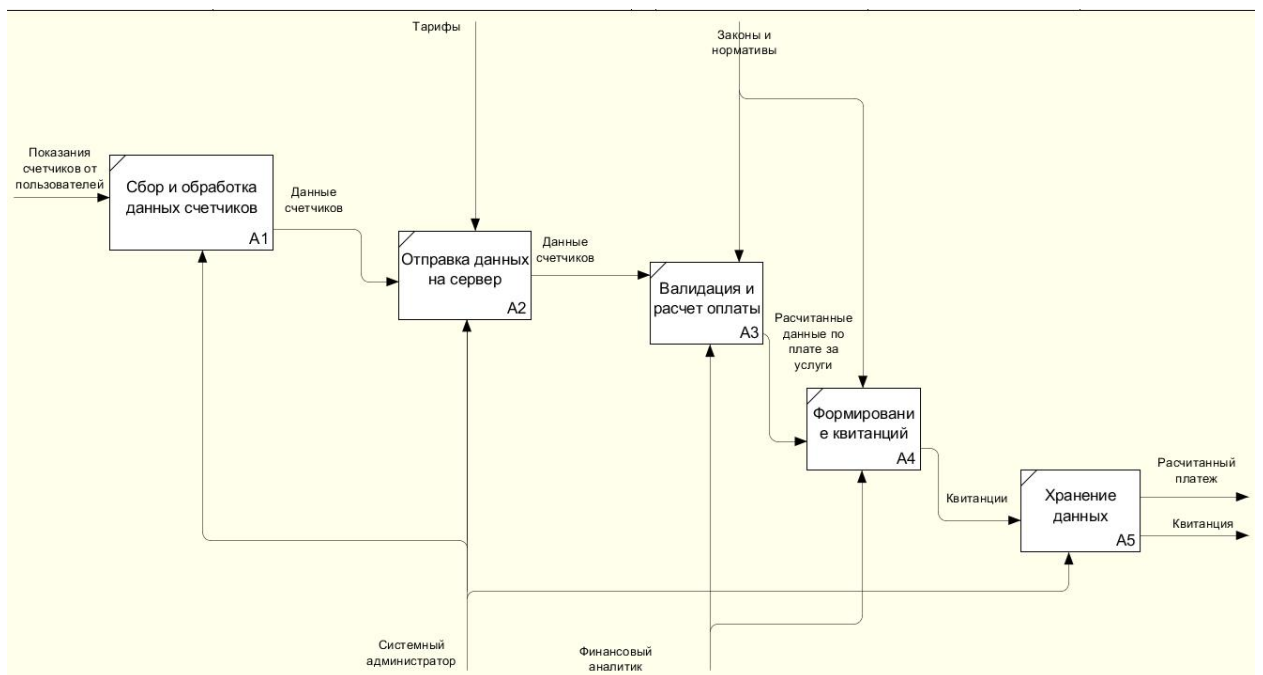 Тарифы
Законы и
нормативы
Показания
счетчиков от
пользователей
Сбор и обработка
данных счетчиков
A1
Данные
счетчиков
Отправка данных
на сервер
A2
Данные
счетчиков
Валидация и
расчет оплаты
A3
Расчитанные
данные по
плате за
услуги
Формировани
е квитанций
A4
Квитанции
Хранение
данных
A5
Расчитанный
платеж
Квитанция
Системный
администратор
Финансовый
аналитик